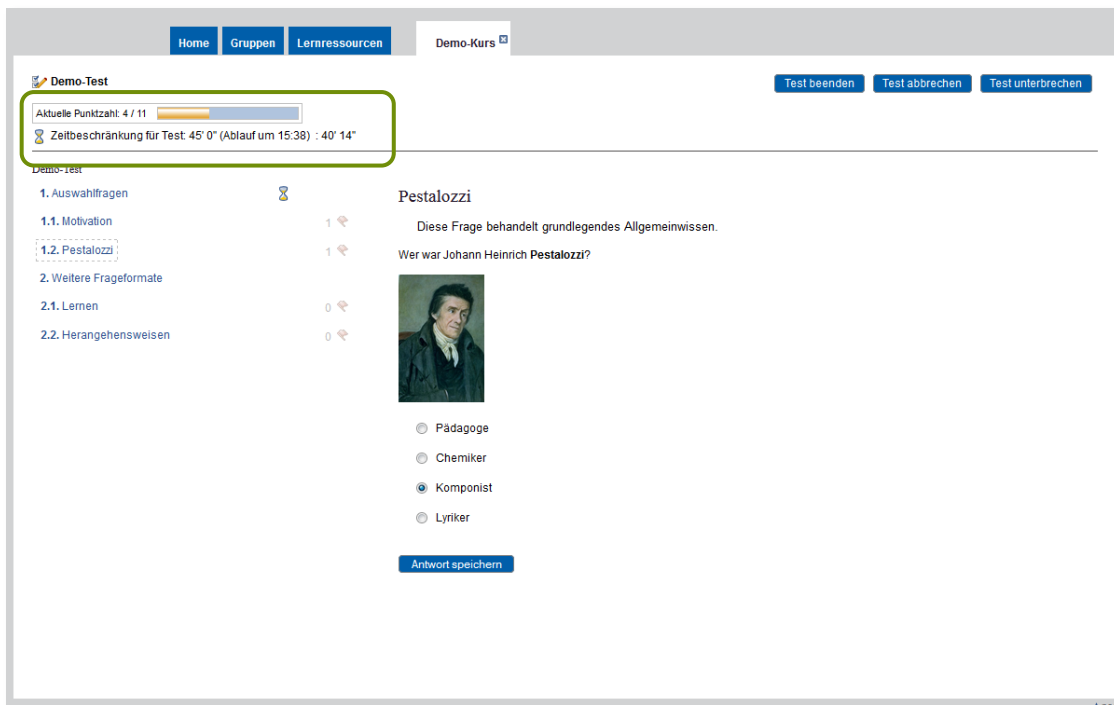 Home Gruppen Lernressourcen Demo-Kurs
Demo-Test Test beenden Test abbrechen Test unterbrechen
Aktuelle Punktzahl: 4 / 11
Zeitbeschränkung für Test: 45' 0" (Ablauf um 15:38) : 40' 14"
Demo-Test
1. Auswahlfragen
1.1. Motivation 1
1.2. Pestalozzi 1
2. Weitere Frageformate
2.1. Lernen 0
2.2. Herangehensweisen 0
Pestalozzi
Diese Frage behandelt grundlegendes Allgemeinwissen.
Wer war Johann Heinrich Pestalozzi?
Pädagoge
Chemiker
Komponist
Lyriker
Antwort speichern